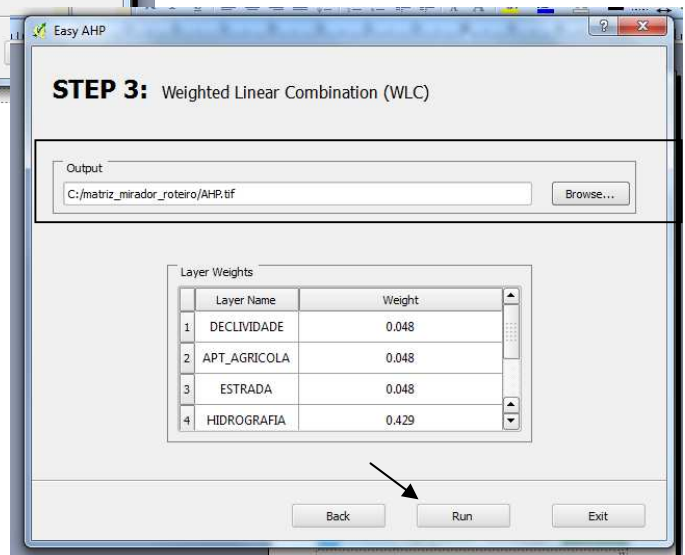 Easy AHP
STEP 3: Weighted Linear Combination (WLC)
Output
C:/matriz_mirador_roteiro/AHP.tif
Browse...
Layer Weights
Layer Name Weight
1 DECLIVIDADE 0.048
2 APT_AGRICOLA 0.048
3 ESTRADA 0.048
4 HIDROGRAFIA 0.429
Back Run Exit